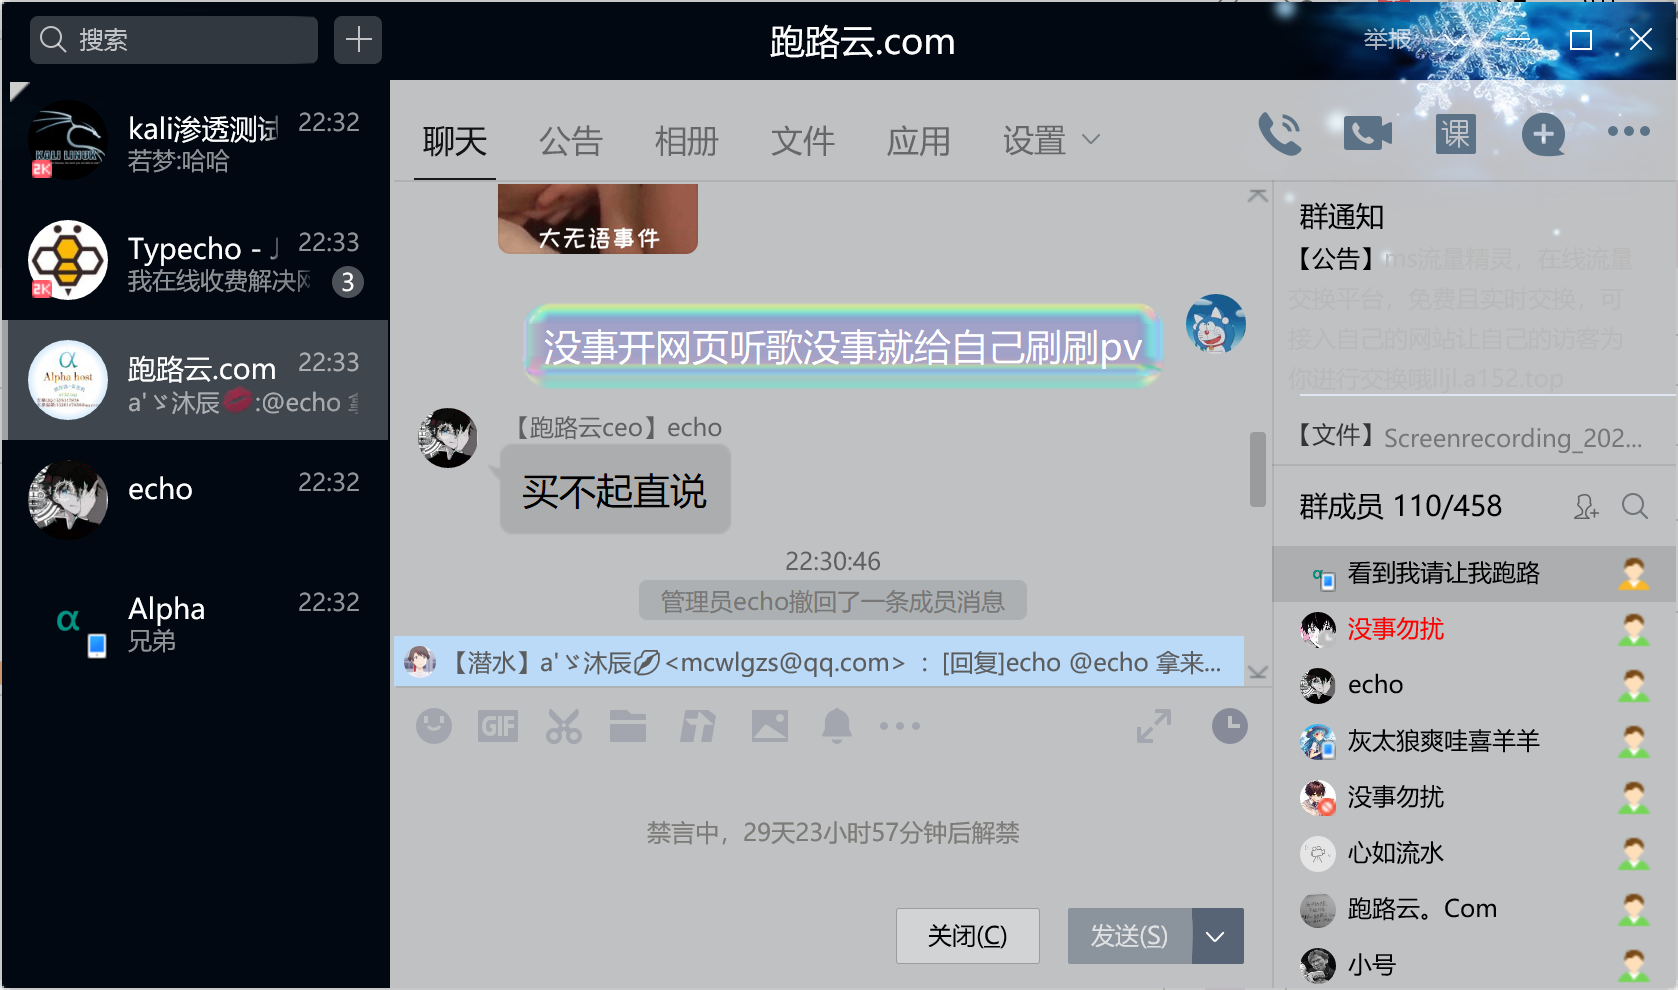 搜索
跑路云.com
举报
kali渗透测试
22:32
若梦:哈哈
2K
KALI LINUX
Typecho -
22:33
我在线收费解决网
3
2K
α
Alpha host
跑路云.com
22:33
a'ゞ沐辰💋:@echo
echo
22:32
α
Alpha
22:32
兄弟
聊天
公告
相册
文件
应用
设置
课
大无语事件
没事开网页听歌没事就给自己刷刷pv
【跑路云ceo】echo
买不起直说
22:30:46
管理员echo撤回了一条成员消息
【潜水】a'ゞ沐辰<mcwlgzs@qq.com> : [回复]echo @echo 拿来...
GIF
禁言中，29天23小时57分钟后解禁
关闭(C)
发送(S)
群通知
【公告】ms流量精灵，在线流量
交换平台，免费且实时交换，可
接入自己的网站让自己的访客为
你进行交换哦lljl.a152.top
【文件】Screenrecording_202...
群成员 110/458
看到我请让我跑路
没事勿扰
echo
灰太狼爽哇喜羊羊
没事勿扰
心如流水
跑路云。Com
小号